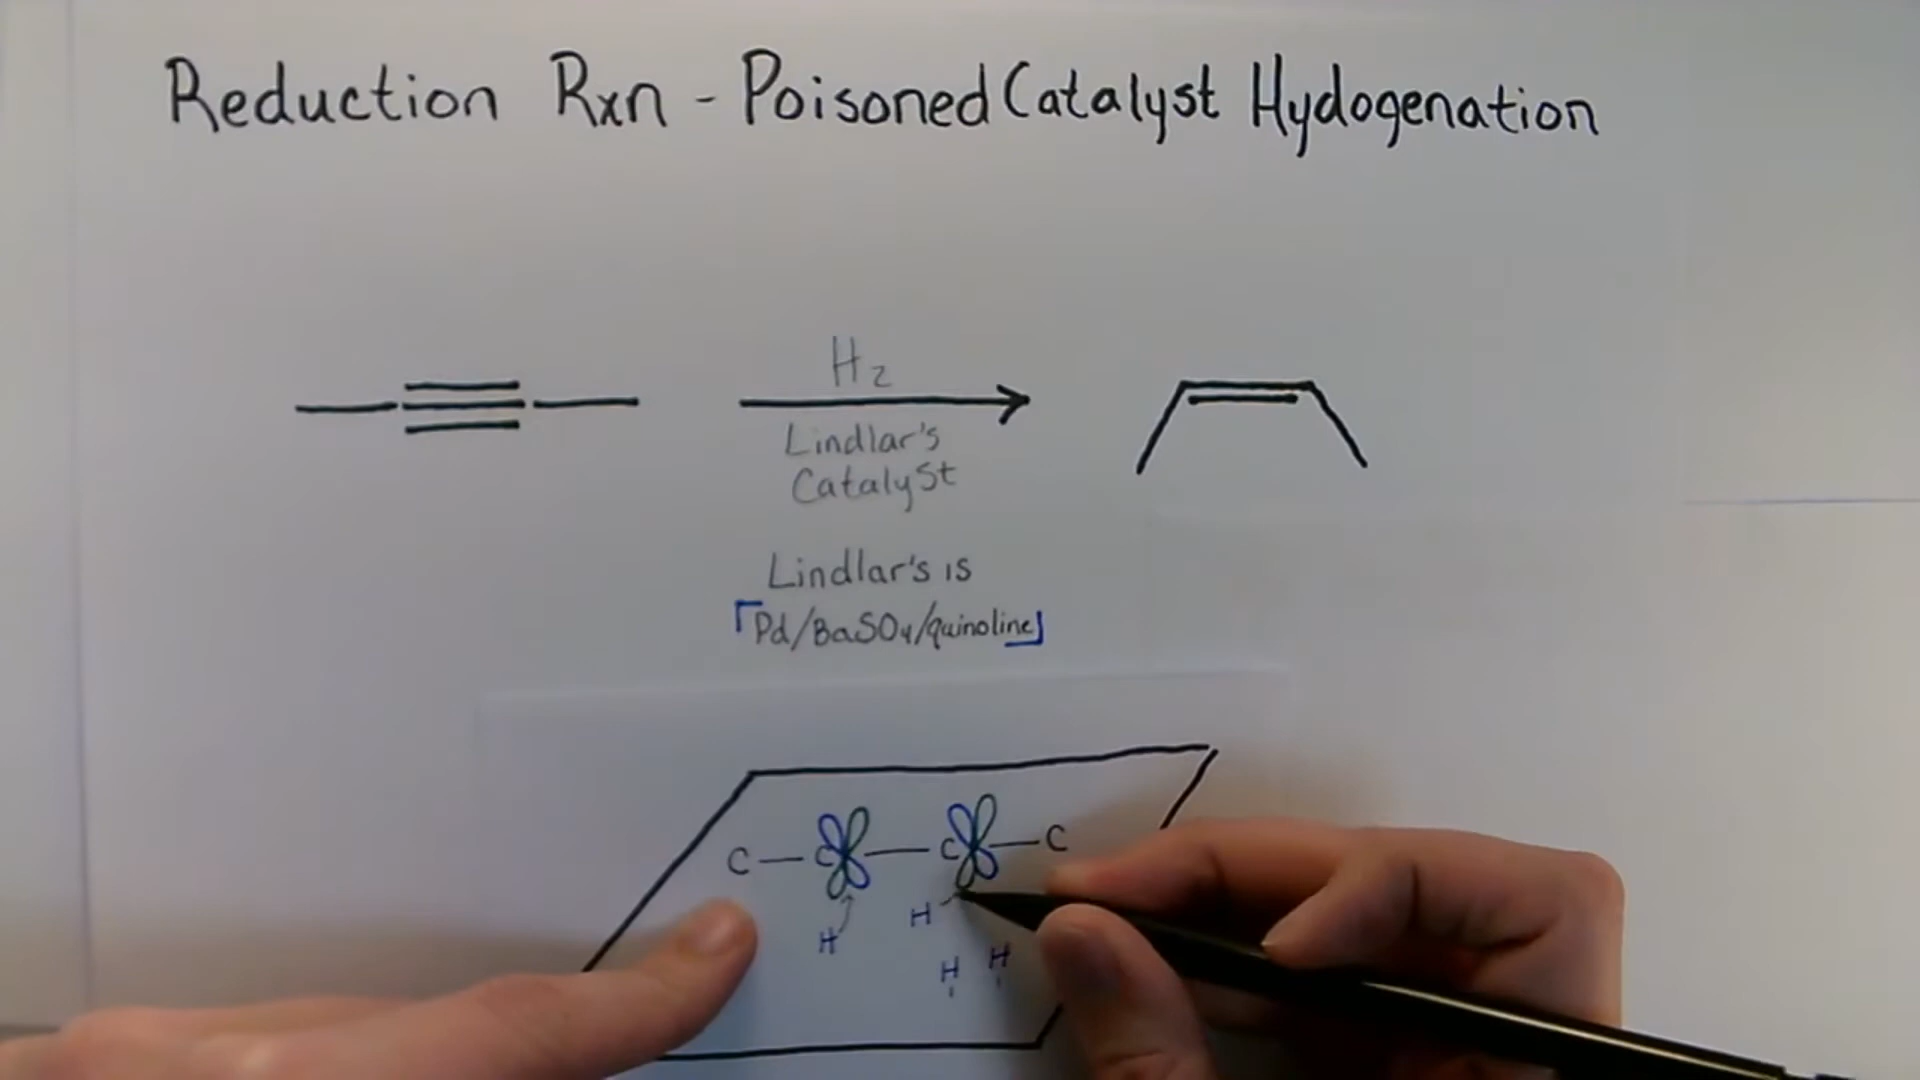 Reduction Rxn - Poisoned Catalyst Hydogenation
H2
Lindlar's
Catalyst
Lindlar's is
Pd/BaSO4/quinoline
C-C-C-C
H H
H H